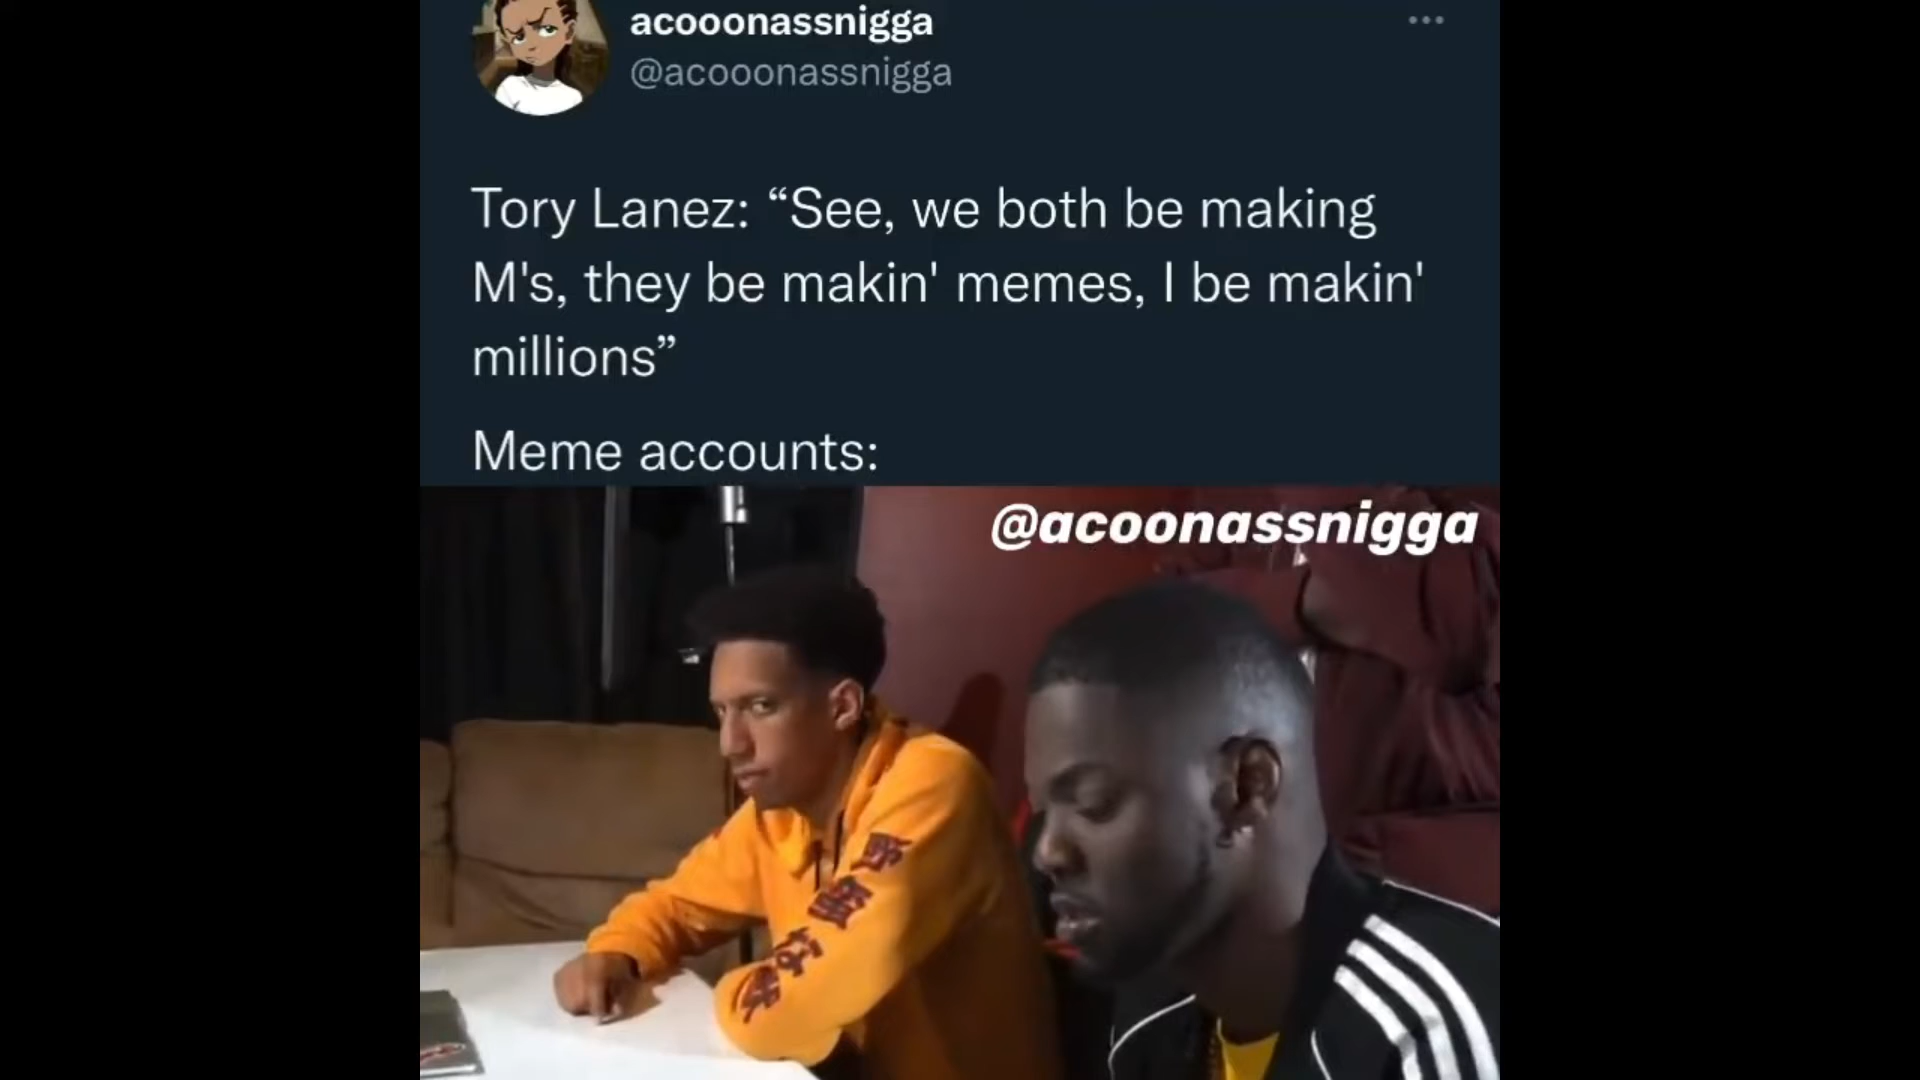 acooonassnigga
@acooonassnigga
Tory Lanez: “See, we both be making
M's, they be makin' memes, I be makin'
millions”
Meme accounts:
@acoonassnigga